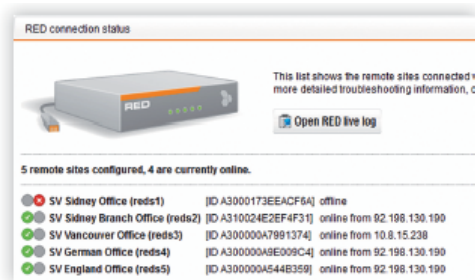 RED connection status
This list shows the remote sites connected
more detailed troubleshooting information,
RED
Open RED live log
5 remote sites configured, 4 are currently online.
SV Sidney Office (reds1) [ID A3000173EEACF6A] offline
SV Sidney Branch Office (reds2) [ID A310024E2EF4F31] online from 92.198.130.190
SV Vancouver Office (reds3) [ID A300000A7991374] online from 10.8.15.238
SV German Office (reds4) [ID A300000A9E009C4] online from 92.198.130.190
SV England Office (reds5) [ID A300000A544B359] online from 92.198.130.190